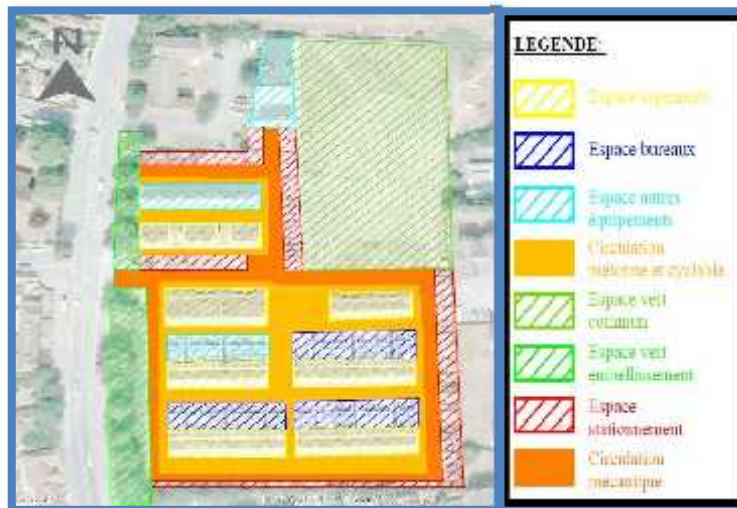 N
LEGENDE:
Espace logements
Espace bureaux
Espace autres
équipements
Circulation
piétonne et cyclable
Espace vert
commun
Espace vert
embellissement
Espace
stationnement
Circulation
mécanique